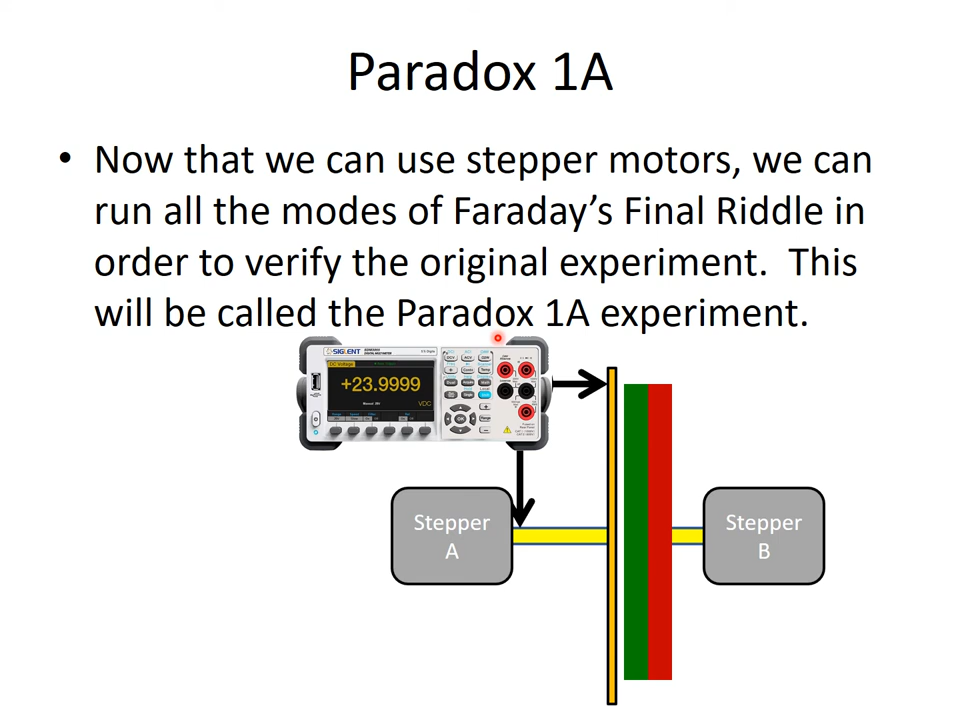 Paradox 1A
• Now that we can use stepper motors, we can
run all the modes of Faraday's Final Riddle in
order to verify the original experiment.  This
will be called the Paradox 1A experiment.
SIGLENT
DC Voltage
+23.9999
VDC
Stepper
A
Stepper
B